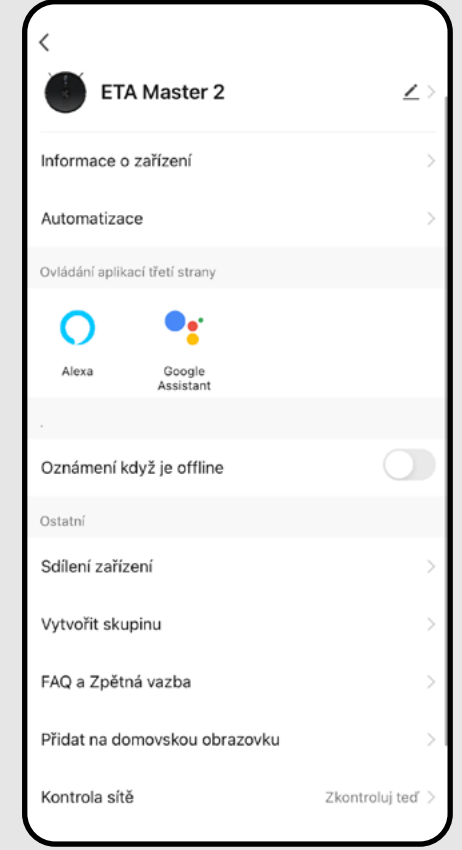 ETA Master 2
Informace o zařízení
Automatizace
Ovládání aplikací třetí strany
Alexa
Google
Assistant
.
Oznámení když je offline
Ostatní
Sdílení zařízení
Vytvořit skupinu
FAQ a Zpětná vazba
Přidat na domovskou obrazovku
Kontrola sítě Zkontroluj teď